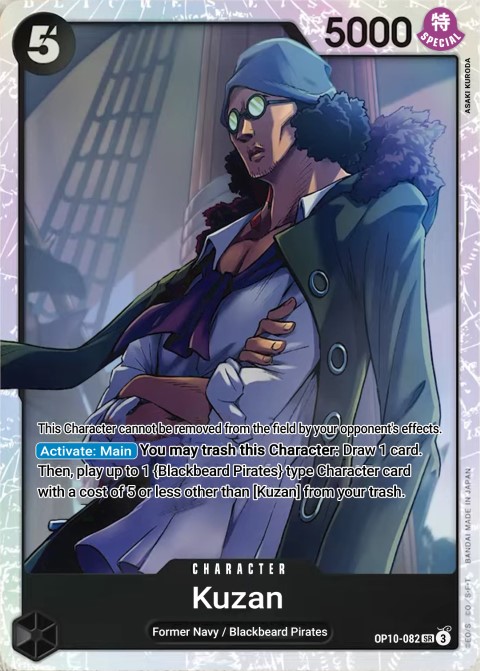 5
5000
特
SPECIAL
ASAKI KURODA
This Character cannot be removed from the field by your opponent's effects.
Activate: Main You may trash this Character: Draw 1 card.
Then, play up to 1 {Blackbeard Pirates} type Character card
with a cost of 5 or less other than [Kuzan] from your trash.
CHARACTER
Kuzan
Former Navy / Blackbeard Pirates
OP10-082 SR 3
BANDAI MADE IN JAPAN